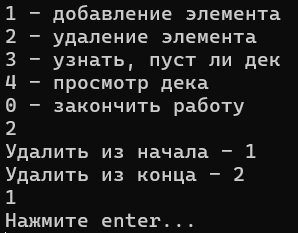 1 - добавление элемента
2 - удаление элемента
3 - узнать, пуст ли дек
4 - просмотр дека
0 - закончить работу
2
Удалить из начала - 1
Удалить из конца - 2
1
Нажмите enter...